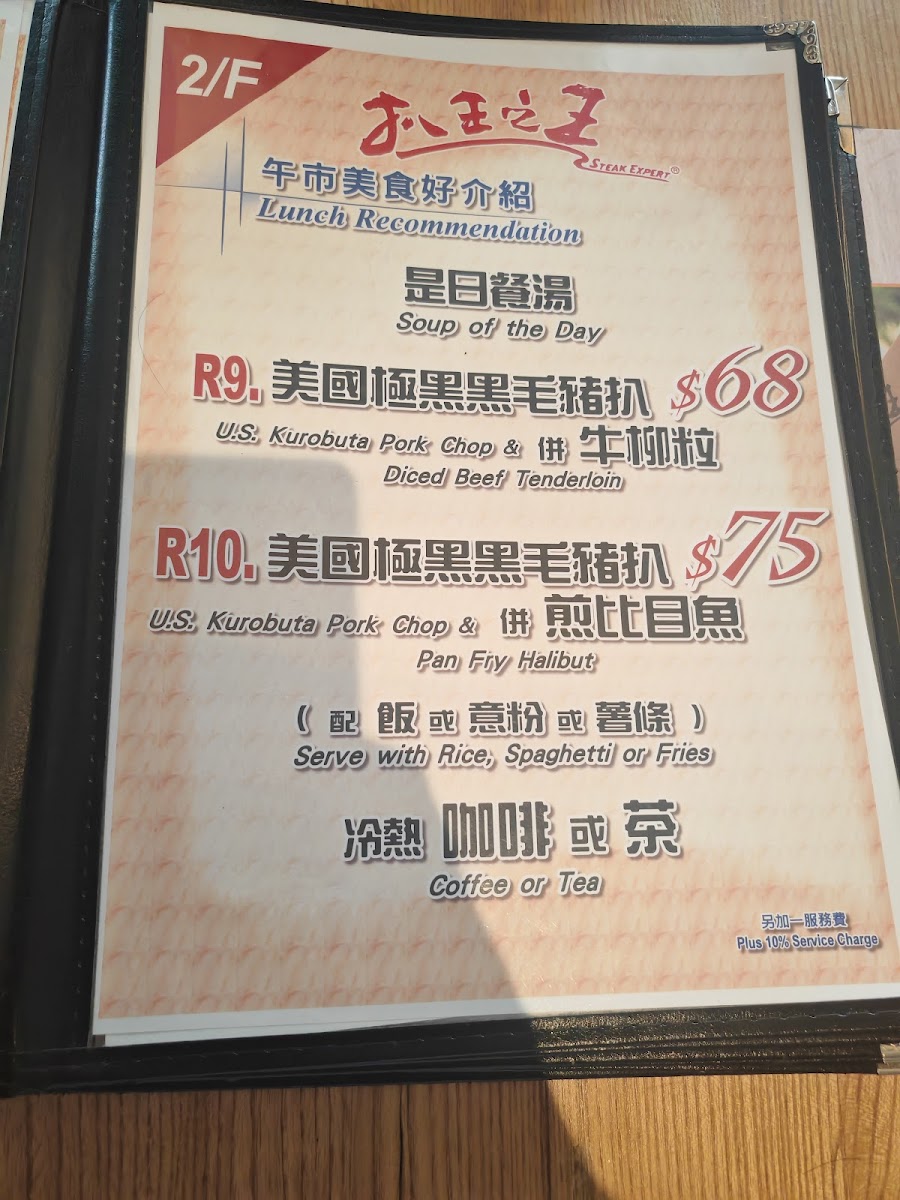 2/F
扒王之王
STEAK EXPERT®
午市美食好介紹
Lunch Recommendation
是日餐湯
Soup of the Day
R9. 美國極黑黑毛豬扒 $68
U.S. Kurobuta Pork Chop & 併 牛柳粒
Diced Beef Tenderloin
R10. 美國極黑黑毛豬扒 $75
U.S. Kurobuta Pork Chop & 併 煎比目魚
Pan Fry Halibut
( 配 飯 或 意粉 或 薯條 )
Serve with Rice, Spaghetti or Fries
冷熱 咖啡 或 茶
Coffee or Tea
另加一服務費
Plus 10% Service Charge